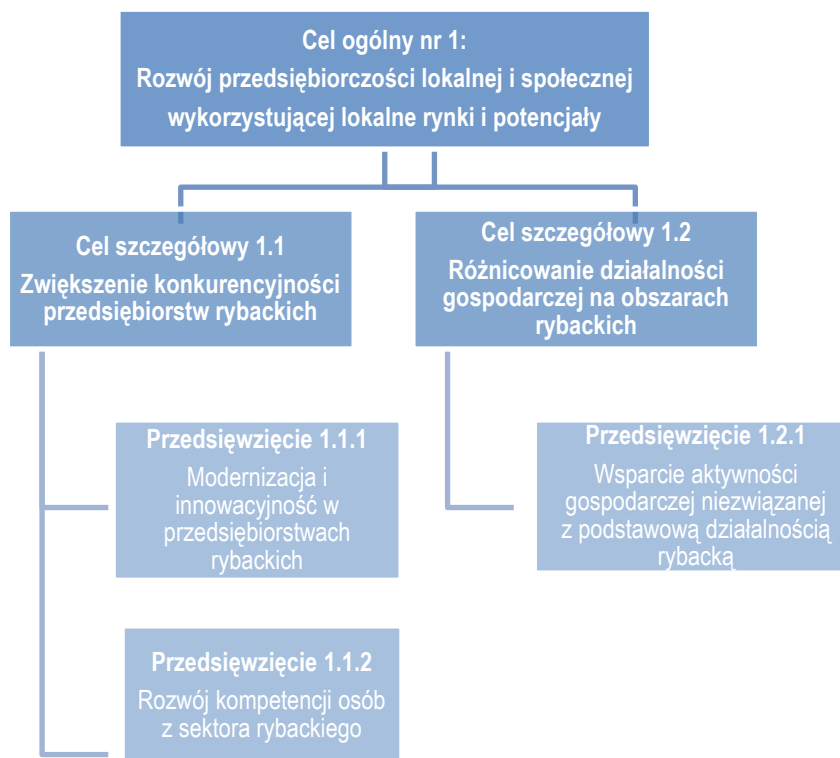 Cel ogólny nr 1:
Rozwój przedsiębiorczości lokalnej i społecznej
wykorzystującej lokalne rynki i potencjały
Cel szczegółowy 1.1
Zwiększenie konkurencyjności
przedsiębiorstw rybackich
Cel szczegółowy 1.2
Różnicowanie działalności
gospodarczej na obszarach
rybackich
Przedsięwzięcie 1.1.1
Modernizacja i
innowacyjność w
przedsiębiorstwach
rybackich
Przedsięwzięcie 1.2.1
Wsparcie aktywności
gospodarczej niezwiązanej
z podstawową działalnością
rybacką
Przedsięwzięcie 1.1.2
Rozwój kompetencji osób
z sektora rybackiego